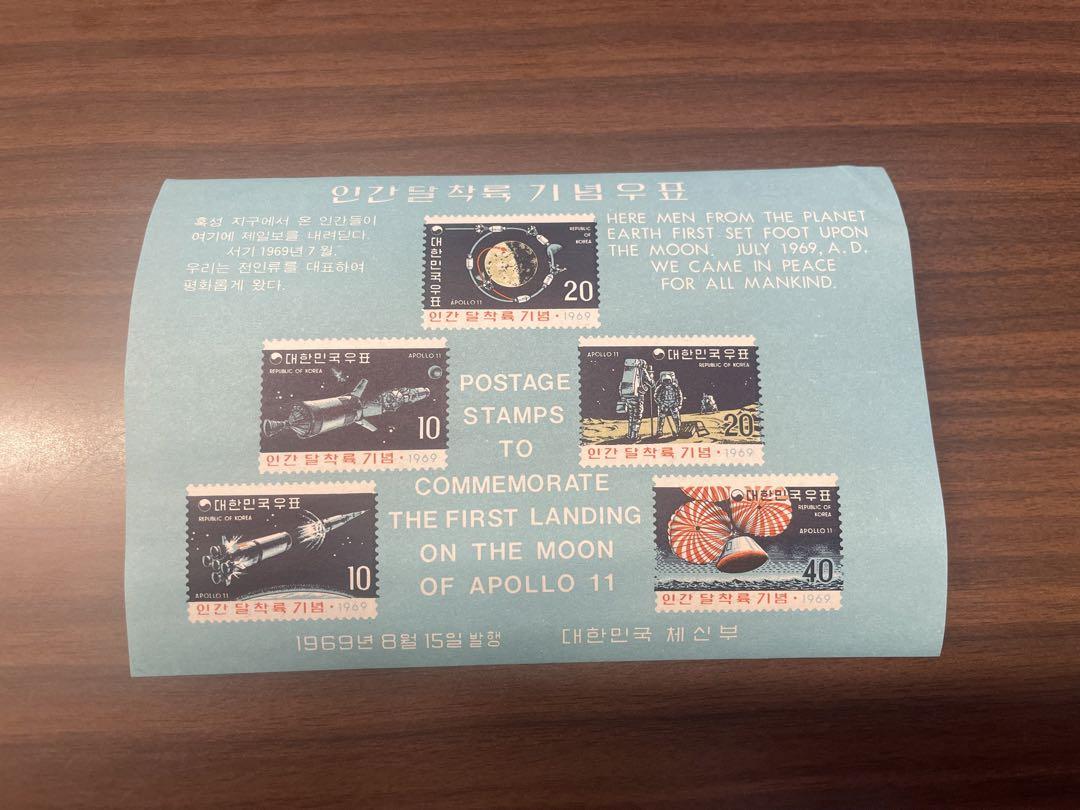 인간달착륙 기념우표
혹성 지구에서 온 인간들이
여기에 제일보를 내려딛다.
서기 1969년 7월.
우리는 전인류를 대표하여
평화롭게 왔다.
대한민국우표
REPUBLIC
OF
KOREA
APOLLO 11
20
인간 달착륙 기념·1969
HERE MEN FROM THE PLANET
EARTH FIRST SET FOOT UPON
THE MOON. JULY 1969, A.D.
WE CAME IN PEACE
FOR ALL MANKIND.
대한민국우표
REPUBLIC OF KOREA
APOLLO 11
10
인간 달착륙 기념·1969
APOLLO 11
대한민국우표
REPUBLIC OF KOREA
20
인간 달착륙 기념·1969
POSTAGE
STAMPS
TO
COMMEMORATE
THE FIRST LANDING
ON THE MOON
OF APOLLO 11
대한민국우표
REPUBLIC OF KOREA
APOLLO 11
10
인간 달착륙 기념·1969
대한민국우표
REPUBLIC
OF KOREA
APOLLO 11
40
인간 달착륙 기념·1969
1969년 8월 15일 발행
대한민국 체신부